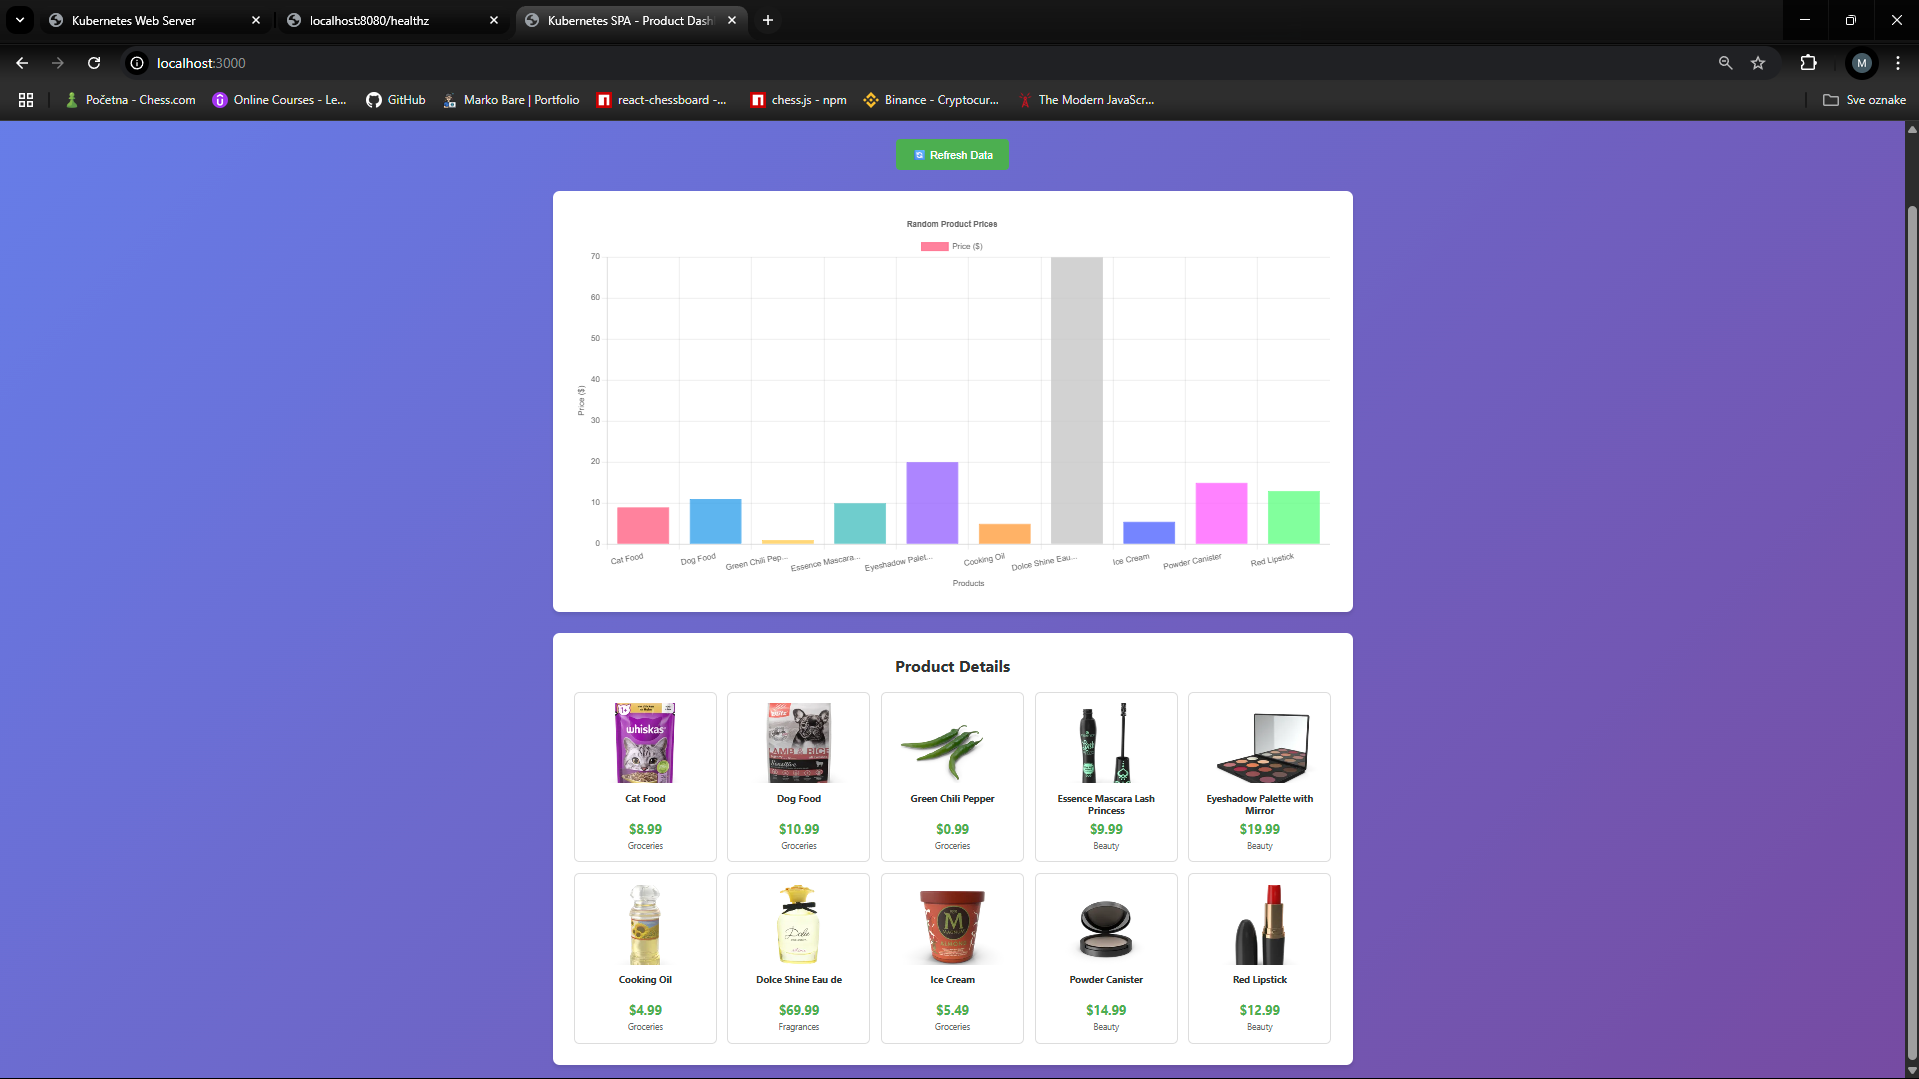 Kubernetes Web Server
localhost:8080/healthz
Kubernetes SPA - Product Dash
localhost:3000
M
Početna - Chess.com
Online Courses - Le...
GitHub
Marko Bare | Portfolio
react-chessboard -...
chess.js - npm
Binance - Cryptocur...
The Modern JavaScr...
Sve oznake
Refresh Data
Random Product Prices
Price ($)
70
60
50
40
30
20
10
0
Price ($)
Cat Food
Dog Food
Green Chili Pep...
Essence Mascara...
Eyeshadow Palet...
Cooking Oil
Dolce Shine Eau...
Ice Cream
Powder Canister
Red Lipstick
Products
Product Details
1+
whiskas
LAMB & RICE
Sensitive
Cat Food
$8.99
Groceries
Dog Food
$10.99
Groceries
Green Chili Pepper
$0.99
Groceries
Essence Mascara Lash
Princess
$9.99
Beauty
Eyeshadow Palette with
Mirror
$19.99
Beauty
Dolce
M
Cooking Oil
$4.99
Groceries
Dolce Shine Eau de
$69.99
Fragrances
Ice Cream
$5.49
Groceries
Powder Canister
$14.99
Beauty
Red Lipstick
$12.99
Beauty